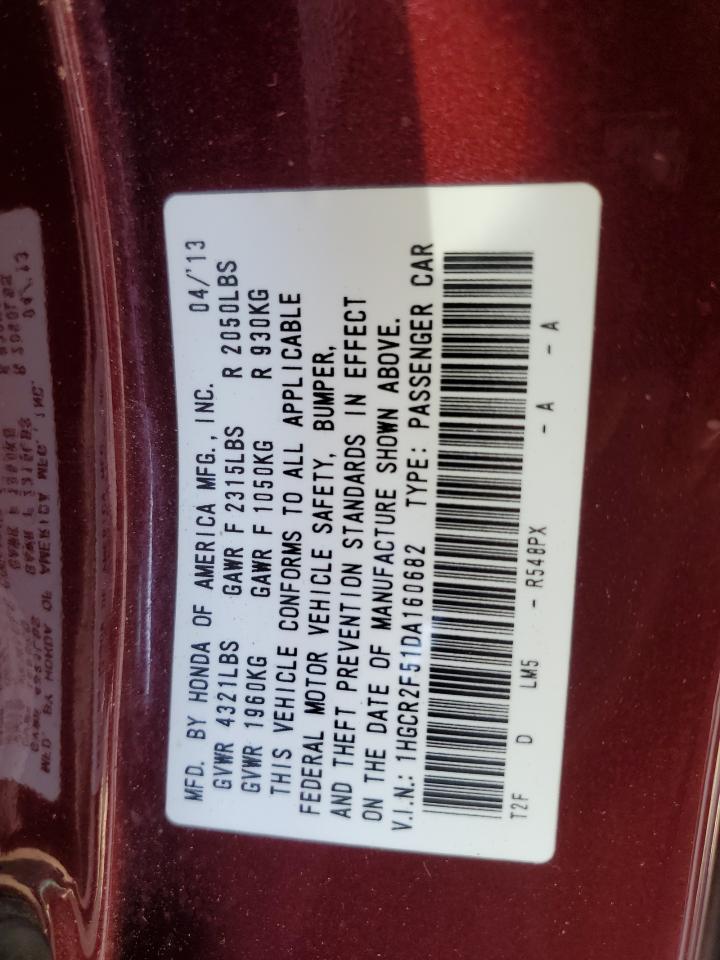 MFD. BY HONDA OF AMERICA MFG., INC. 04/'13
GVWR 4321LBS GAWR F 2315LBS R 2050LBS
GVWR 1960KG GAWR F 1050KG R 930KG
THIS VEHICLE CONFORMS TO ALL APPLICABLE
FEDERAL MOTOR VEHICLE SAFETY, BUMPER,
AND THEFT PREVENTION STANDARDS IN EFFECT
ON THE DATE OF MANUFACTURE SHOWN ABOVE.
V.I.N.: 1HGCR2F51DA160682 TYPE: PASSENGER CAR
T2F D LM5 - R548PX - A - A